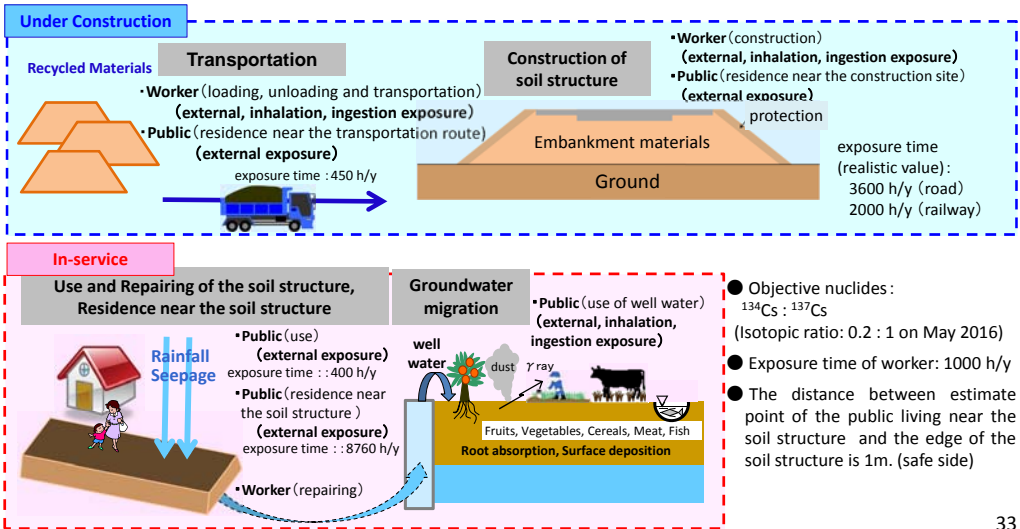 Under Construction
Recycled Materials
Transportation
・Worker(loading, unloading and transportation)
(external, inhalation, ingestion exposure)
・Public(residence near the transportation route)
(external exposure)
exposure time :450 h/y
Construction of
soil structure
・Worker(construction)
(external, inhalation, ingestion exposure)
・Public(residence near the construction site)
(external exposure)
protection
Embankment materials
Ground
exposure time
(realistic value):
3600 h/y (road)
2000 h/y (railway)
In-service
Use and Repairing of the soil structure,
Residence near the soil structure
Rainfall
Seepage
・Public(use)
(external exposure)
exposure time : :400 h/y
・Public(residence near
the soil structure)
(external exposure)
exposure time : :8760 h/y
・Worker(repairing)
Groundwater
migration
・Public(use of well water)
(external, inhalation,
ingestion exposure)
well
water
dust
γ ray
Fruits, Vegetables, Cereals, Meat, Fish
Root absorption, Surface deposition
● Objective nuclides:
¹³⁴Cs : ¹³⁷Cs
(Isotopic ratio: 0.2 : 1 on May 2016)
● Exposure time of worker: 1000 h/y
● The distance between estimate
point of the public living near the
soil structure and the edge of the
soil structure is 1m. (safe side)
33